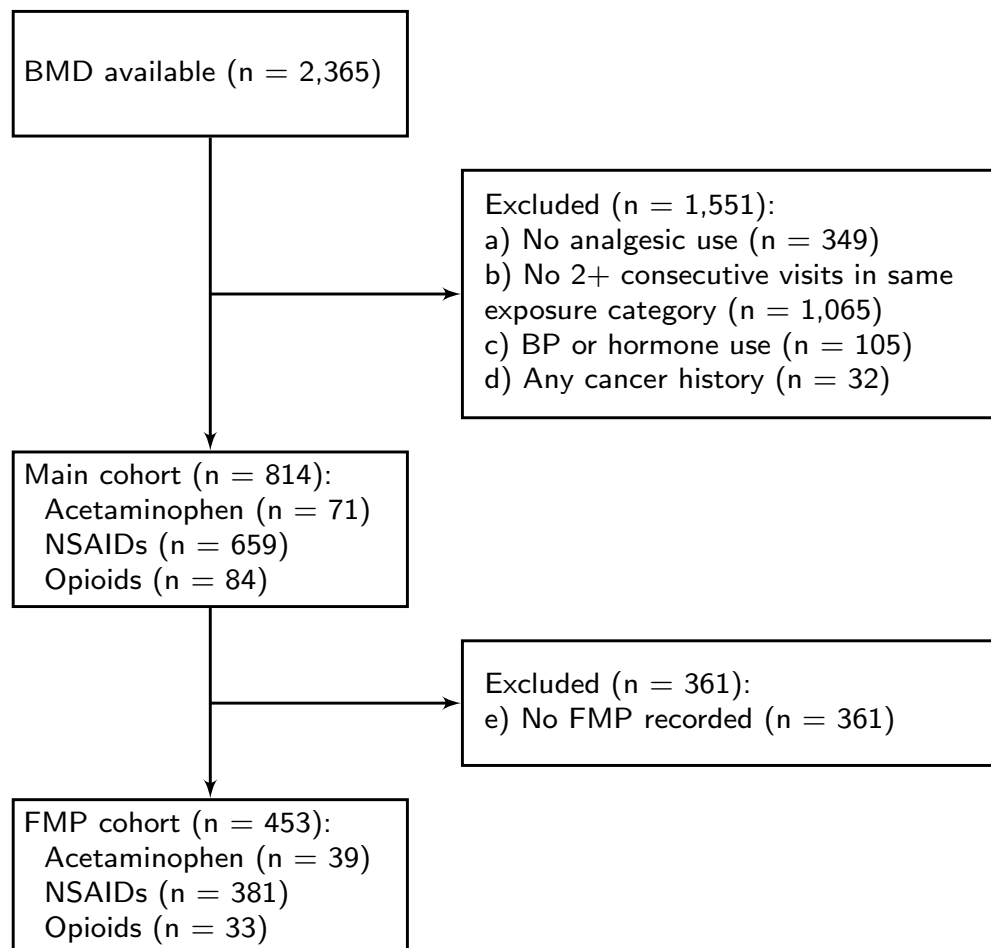 BMD available (n = 2,365)
Excluded (n = 1,551):
a) No analgesic use (n = 349)
b) No 2+ consecutive visits in same
exposure category (n = 1,065)
c) BP or hormone use (n = 105)
d) Any cancer history (n = 32)
Main cohort (n = 814):
Acetaminophen (n = 71)
NSAIDs (n = 659)
Opioids (n = 84)
Excluded (n = 361):
e) No FMP recorded (n = 361)
FMP cohort (n = 453):
Acetaminophen (n = 39)
NSAIDs (n = 381)
Opioids (n = 33)